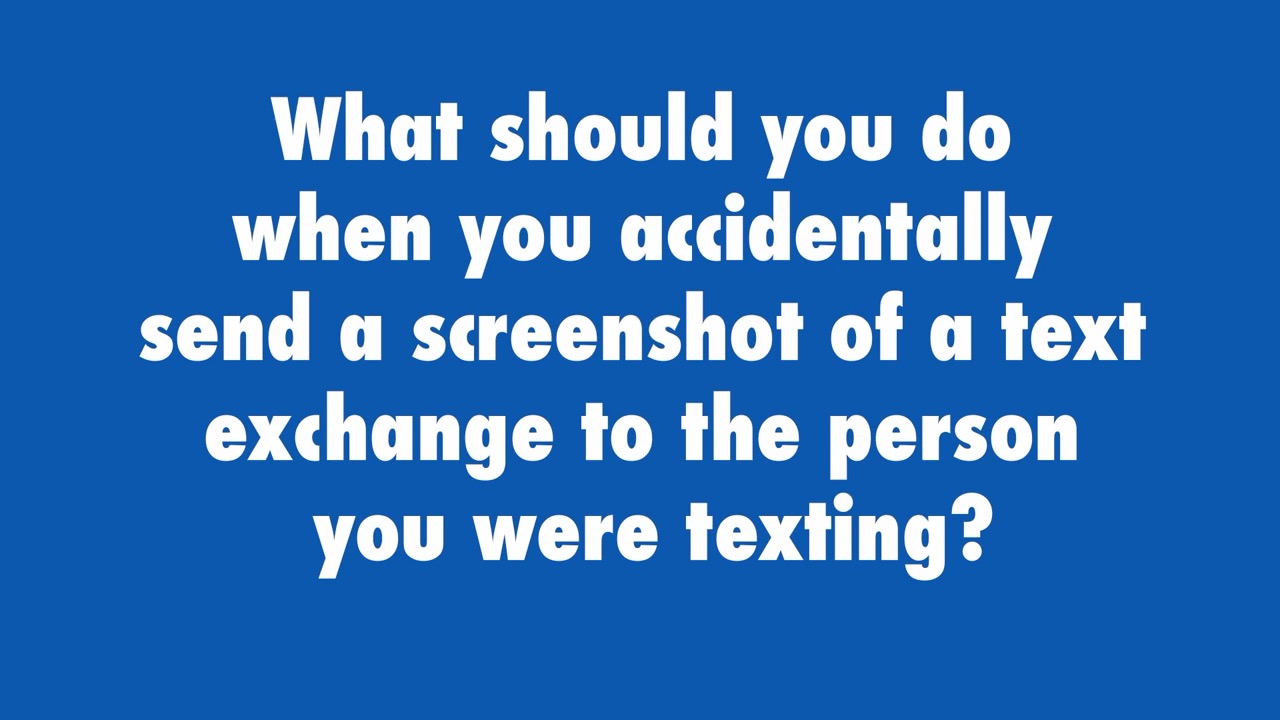 What should you do
when you accidentally
send a screenshot of a text
exchange to the person
you were texting?